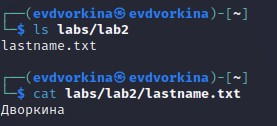 ┌──(evdvorkina㉿evdvorkina)-[~]
└─$ ls labs/lab2
lastname.txt
┌──(evdvorkina㉿evdvorkina)-[~]
└─$ cat labs/lab2/lastname.txt
Дворкина